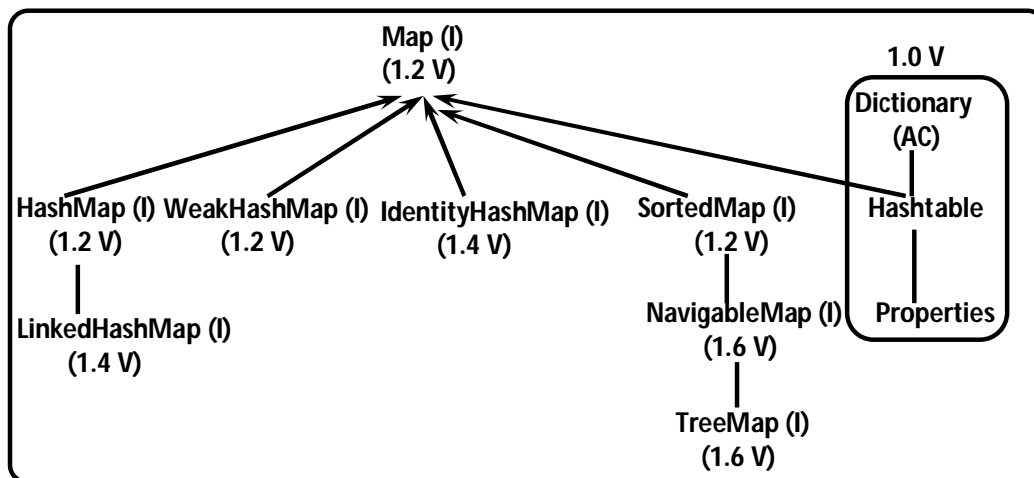 Map (I)
(1.2 V)
1.0 V
Dictionary
(AC)
HashMap (I)
(1.2 V)
WeakHashMap (I)
(1.2 V)
IdentityHashMap (I)
(1.4 V)
SortedMap (I)
(1.2 V)
Hashtable
LinkedHashMap (I)
(1.4 V)
NavigableMap (I)
(1.6 V)
Properties
TreeMap (I)
(1.6 V)